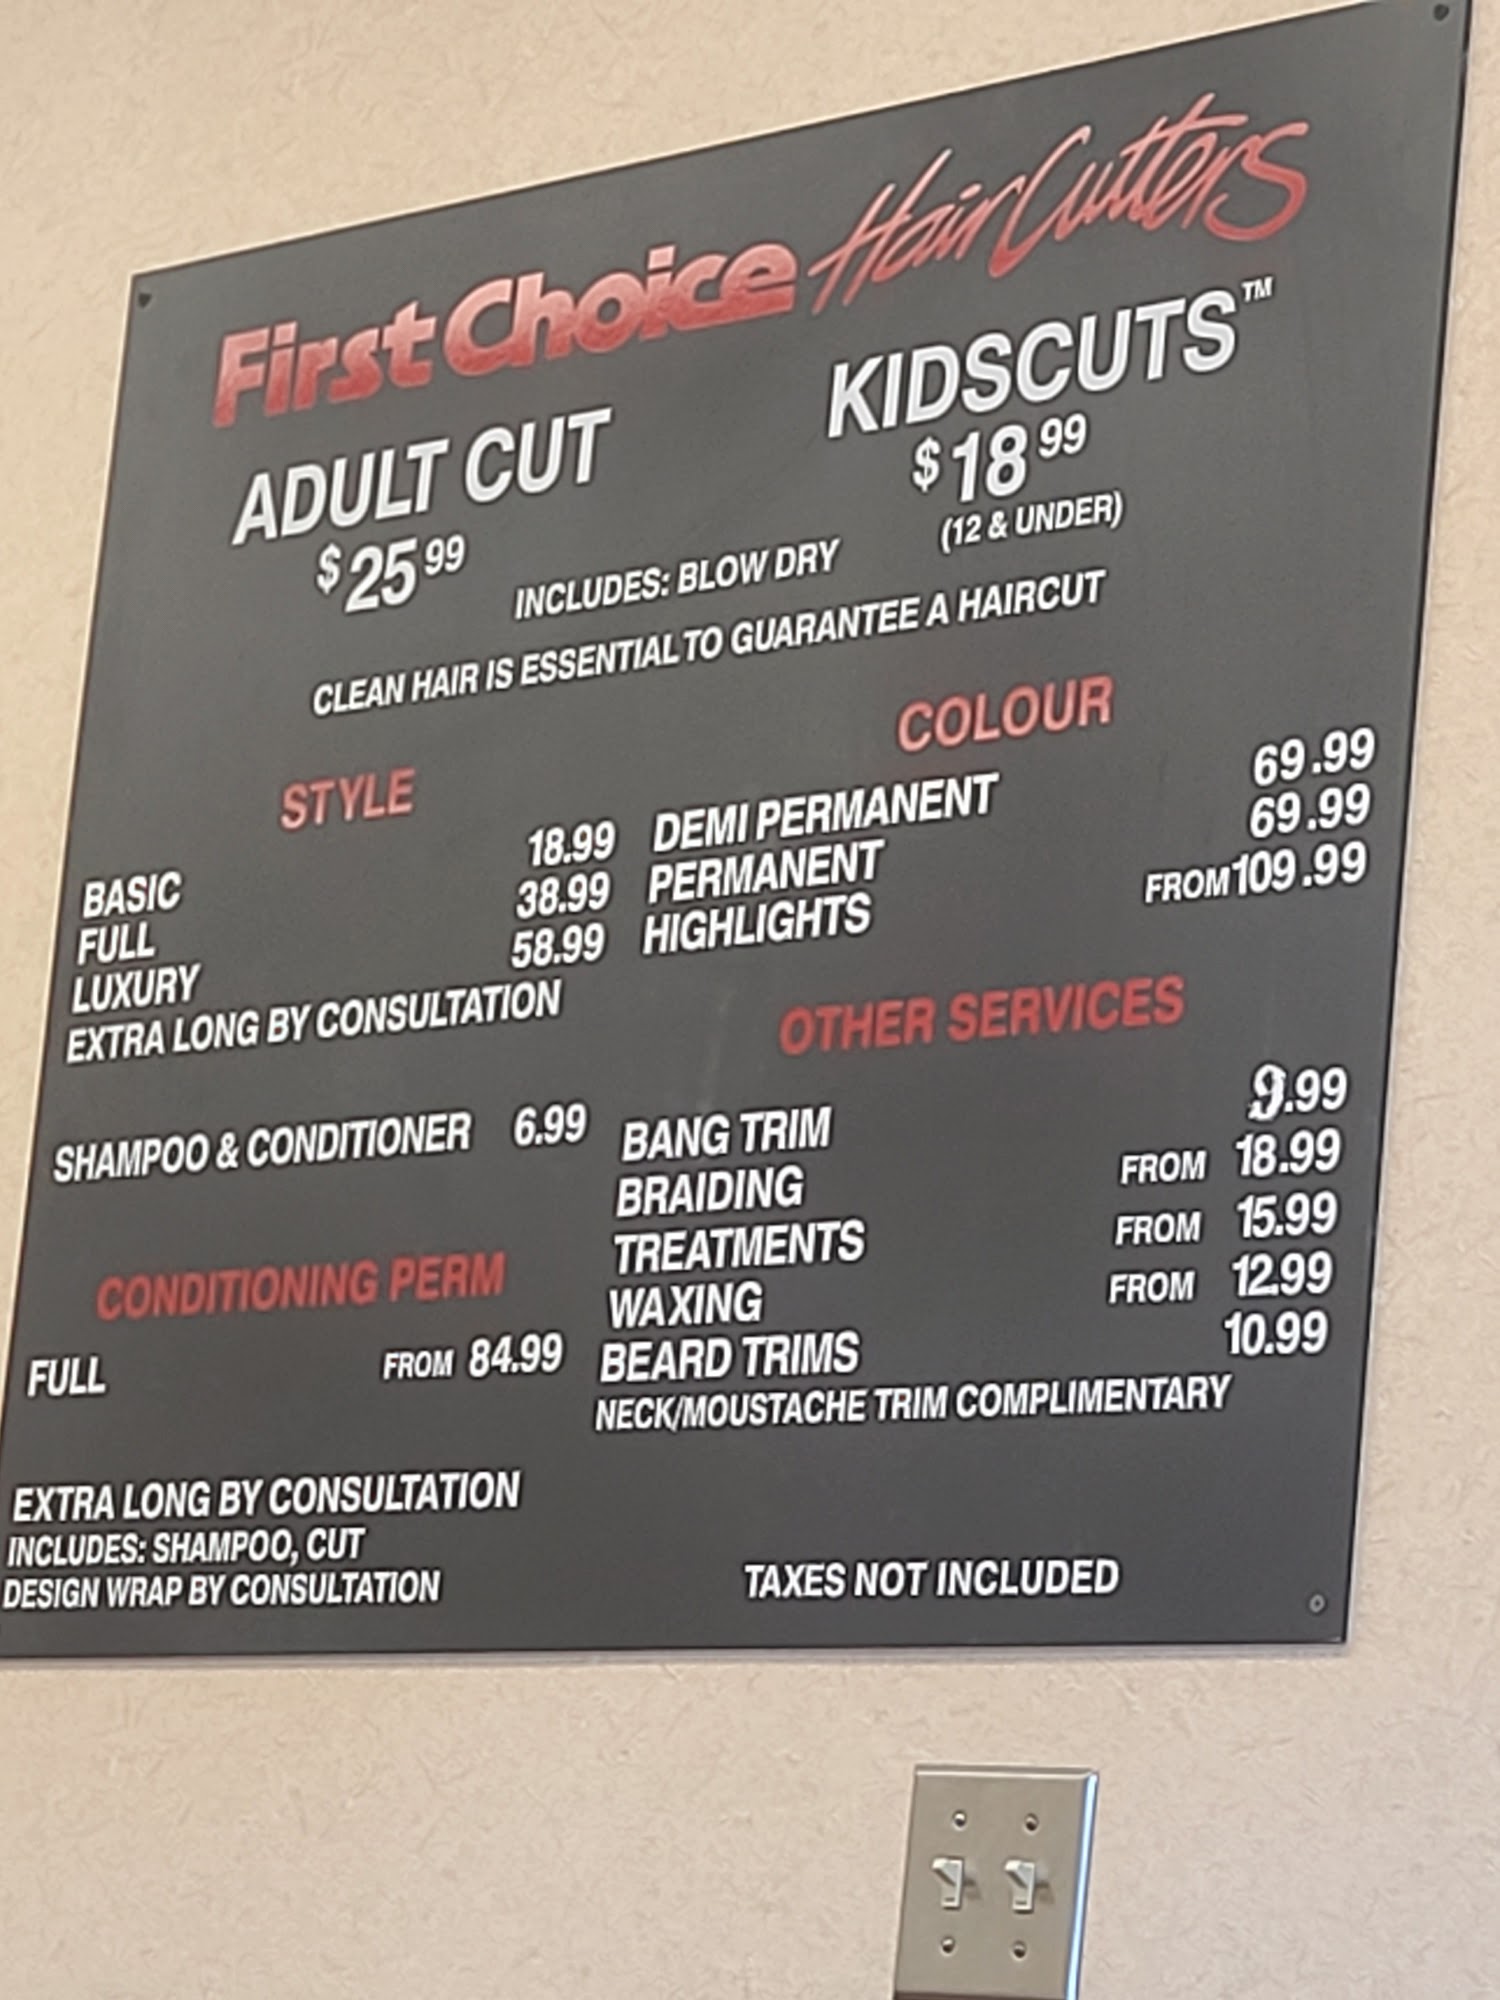 First Choice Hair Cutters
ADULT CUT
$25.99
KIDSCUTS™
$18.99
(12 & UNDER)
INCLUDES: BLOW DRY
CLEAN HAIR IS ESSENTIAL TO GUARANTEE A HAIRCUT
STYLE
BASIC 18.99
FULL 38.99
LUXURY 58.99
EXTRA LONG BY CONSULTATION
SHAMPOO & CONDITIONER 6.99
CONDITIONING PERM
FULL FROM 84.99
EXTRA LONG BY CONSULTATION
INCLUDES: SHAMPOO, CUT
DESIGN WRAP BY CONSULTATION
COLOUR
DEMI PERMANENT 69.99
PERMANENT 69.99
HIGHLIGHTS FROM 109.99
OTHER SERVICES
BANG TRIM 9.99
BRAIDING FROM 18.99
TREATMENTS FROM 15.99
WAXING FROM 12.99
BEARD TRIMS 10.99
NECK/MOUSTACHE TRIM COMPLIMENTARY
TAXES NOT INCLUDED